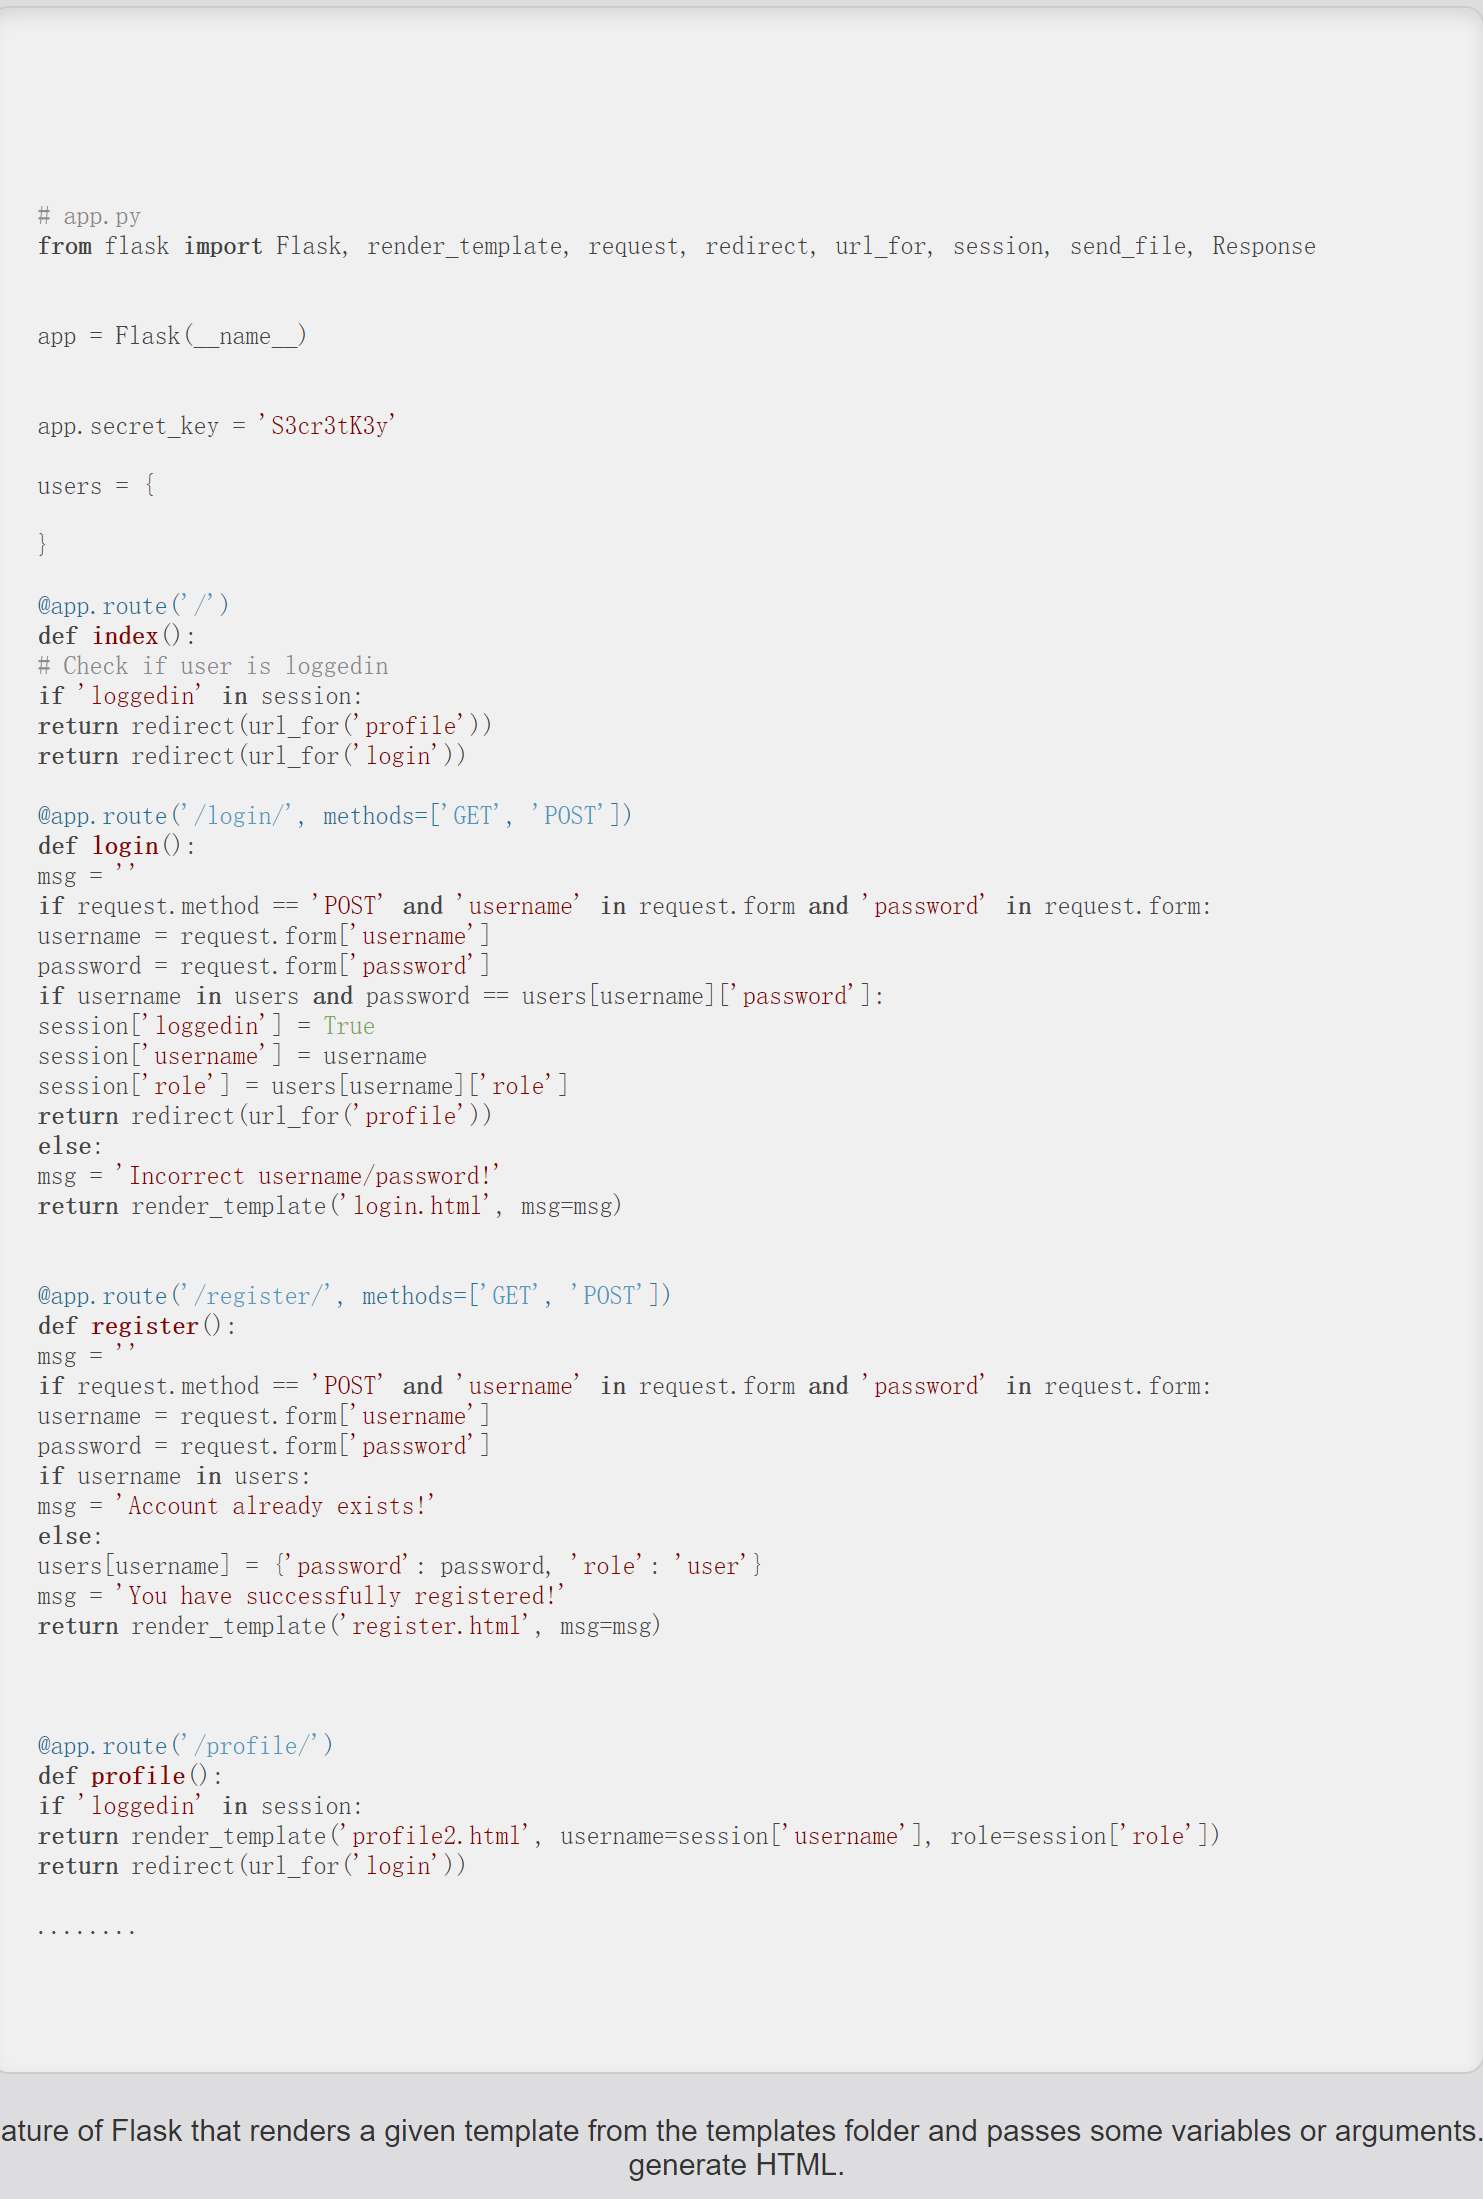 # app.py
from flask import Flask, render_template, request, redirect, url_for, session, send_file, Response
app = Flask(__name__)
app.secret_key = 'S3cr3tK3y'
users = {
}
@app.route('/')
def index():
# Check if user is loggedin
if 'loggedin' in session:
return redirect(url_for('profile'))
return redirect(url_for('login'))
@app.route('/login/', methods=['GET', 'POST'])
def login():
msg = ''
if request.method == 'POST' and 'username' in request.form and 'password' in request.form:
username = request.form['username']
password = request.form['password']
if username in users and password == users[username]['password']:
session['loggedin'] = True
session['username'] = username
session['role'] = users[username]['role']
return redirect(url_for('profile'))
else:
msg = 'Incorrect username/password!'
return render_template('login.html', msg=msg)
@app.route('/register/', methods=['GET', 'POST'])
def register():
msg = ''
if request.method == 'POST' and 'username' in request.form and 'password' in request.form:
username = request.form['username']
password = request.form['password']
if username in users:
msg = 'Account already exists!'
else:
users[username] = {'password': password, 'role': 'user'}
msg = 'You have successfully registered!'
return render_template('register.html', msg=msg)
@app.route('/profile/')
def profile():
if 'loggedin' in session:
return render_template('profile2.html', username=session['username'], role=session['role'])
return redirect(url_for('login'))
........
ature of Flask that renders a given template from the templates folder and passes some variables or arguments.
generate HTML.